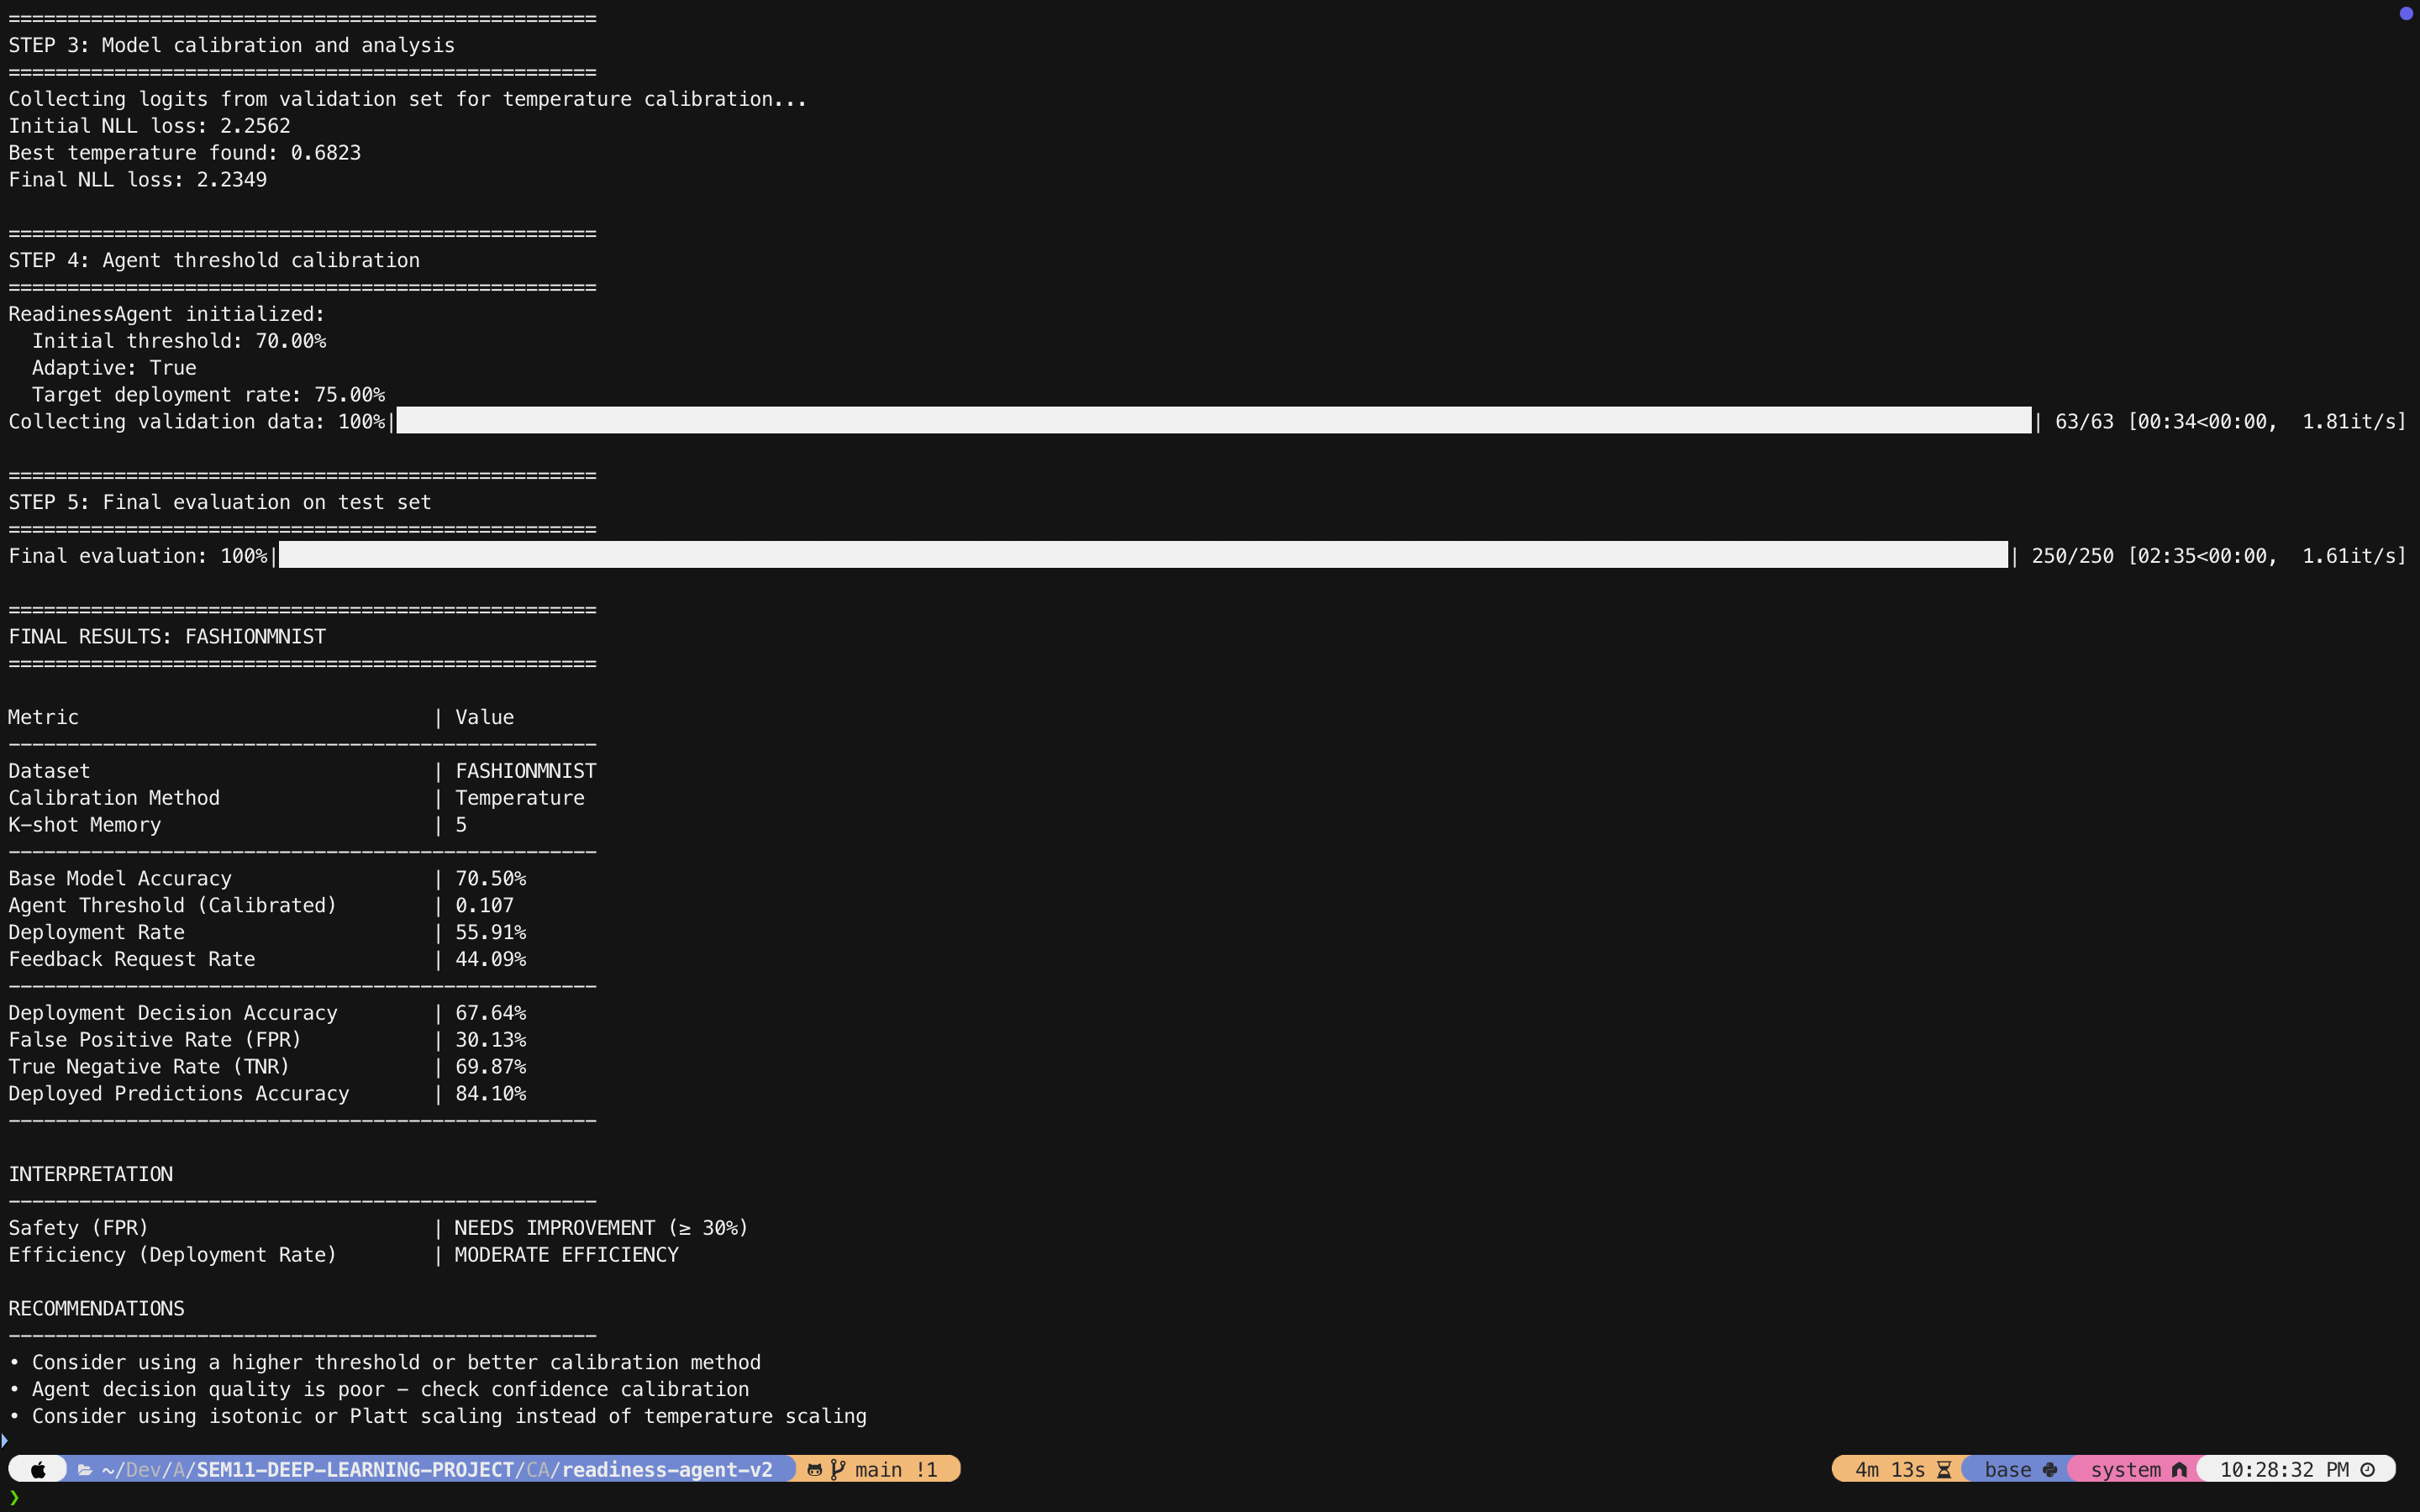 ==================================================
STEP 3: Model calibration and analysis
==================================================
Collecting logits from validation set for temperature calibration...
Initial NLL loss: 2.2562
Best temperature found: 0.6823
Final NLL loss: 2.2349
==================================================
STEP 4: Agent threshold calibration
==================================================
ReadinessAgent initialized:
  Initial threshold: 70.00%
  Adaptive: True
  Target deployment rate: 75.00%
Collecting validation data: 100%| | 63/63 [00:34<00:00,  1.81it/s]
==================================================
STEP 5: Final evaluation on test set
==================================================
Final evaluation: 100%| | 250/250 [02:35<00:00,  1.61it/s]
==================================================
FINAL RESULTS: FASHIONMNIST
==================================================
Metric                              | Value
--------------------------------------------------
Dataset                             | FASHIONMNIST
Calibration Method                  | Temperature
K-shot Memory                       | 5
--------------------------------------------------
Base Model Accuracy                 | 70.50%
Agent Threshold (Calibrated)        | 0.107
Deployment Rate                     | 55.91%
Feedback Request Rate               | 44.09%
--------------------------------------------------
Deployment Decision Accuracy        | 67.64%
False Positive Rate (FPR)           | 30.13%
True Negative Rate (TNR)            | 69.87%
Deployed Predictions Accuracy       | 84.10%
--------------------------------------------------
INTERPRETATION
--------------------------------------------------
Safety (FPR)                        | NEEDS IMPROVEMENT (≥ 30%)
Efficiency (Deployment Rate)        | MODERATE EFFICIENCY
RECOMMENDATIONS
--------------------------------------------------
• Consider using a higher threshold or better calibration method
• Agent decision quality is poor - check confidence calibration
• Consider using isotonic or Platt scaling instead of temperature scaling
~/Dev/A/SEM11-DEEP-LEARNING-PROJECT/CA/readiness-agent-v2 main !1 4m 13s base system 10:28:32 PM
❯